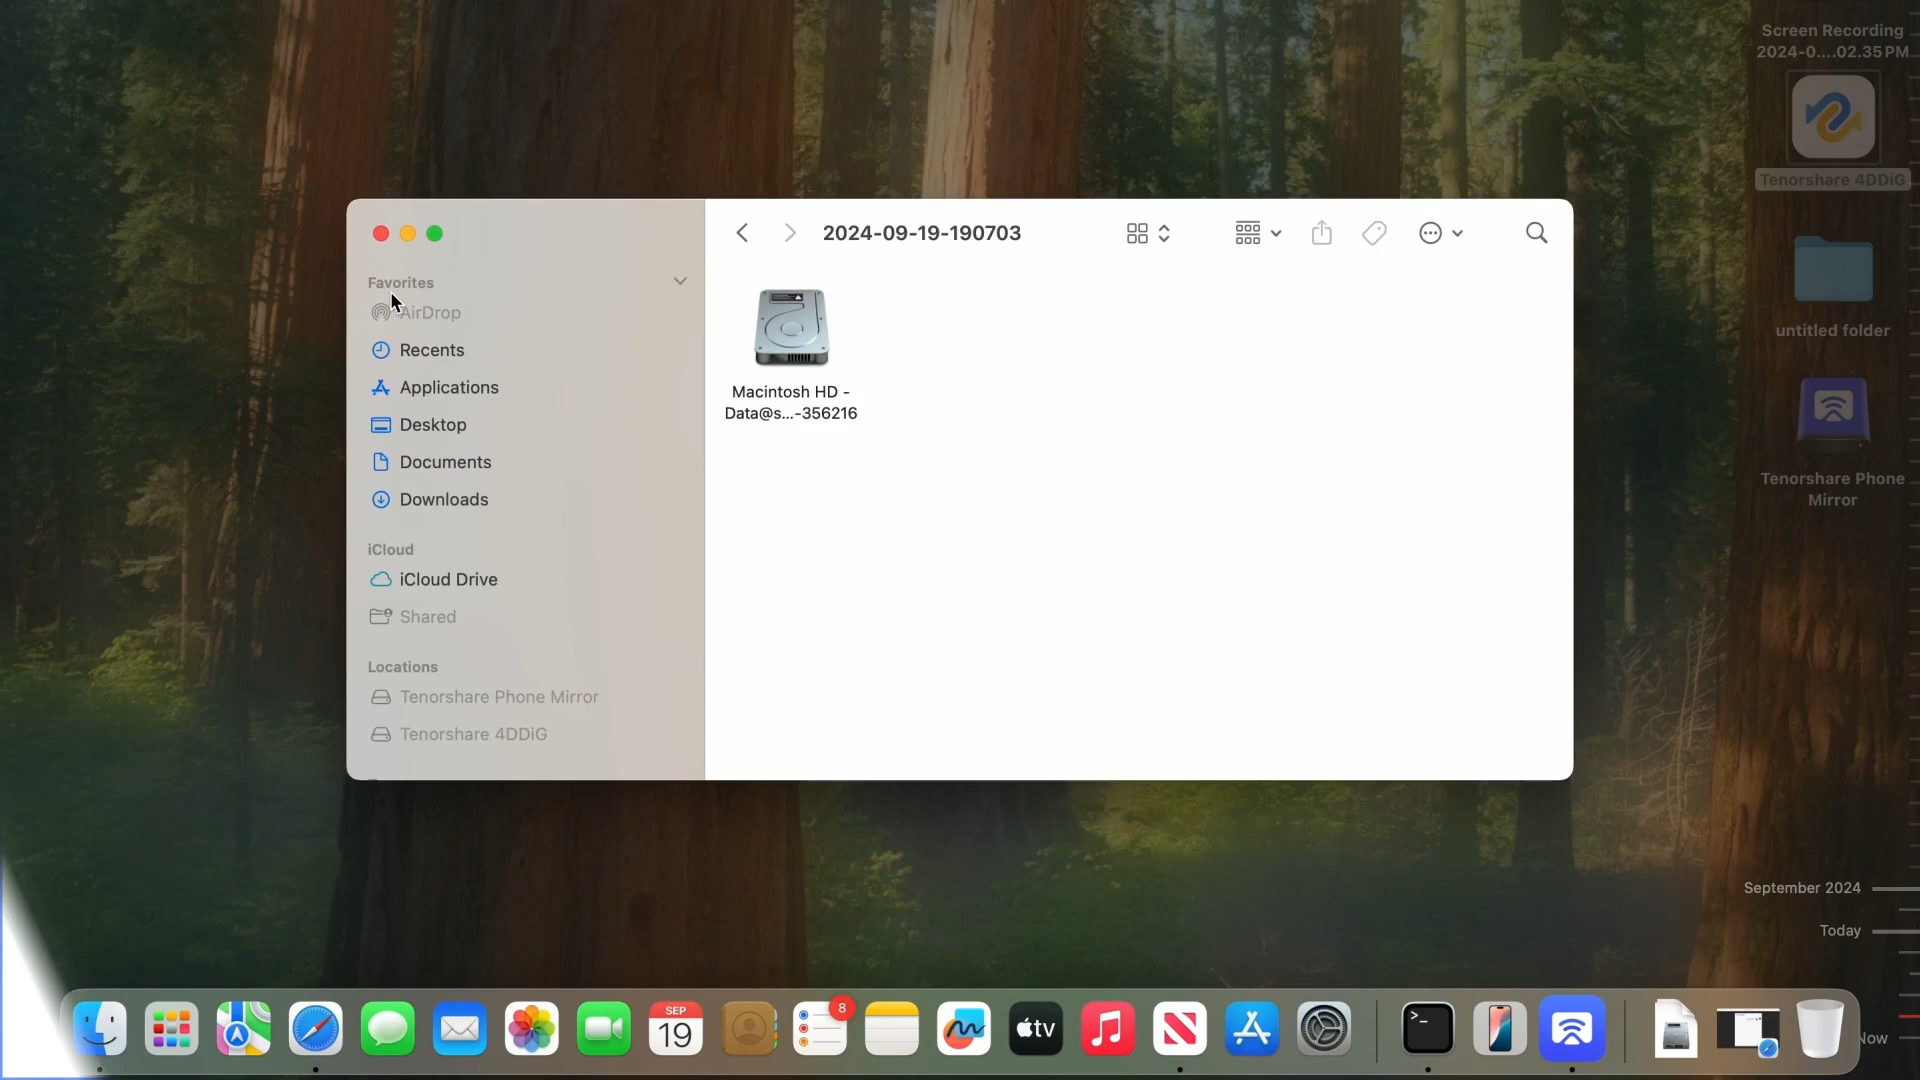 Screen Recording
2024-0....02.35 PM
Tenorshare 4DDiG
untitled folder
Tenorshare Phone
Mirror
2024-09-19-190703
Favorites
AirDrop
Recents
Applications
Desktop
Documents
Downloads
iCloud
iCloud Drive
Shared
Locations
Tenorshare Phone Mirror
Tenorshare 4DDiG
Macintosh HD -
Data@s...-356216
September 2024
Today
Now
SEP
19
8
tv
>_